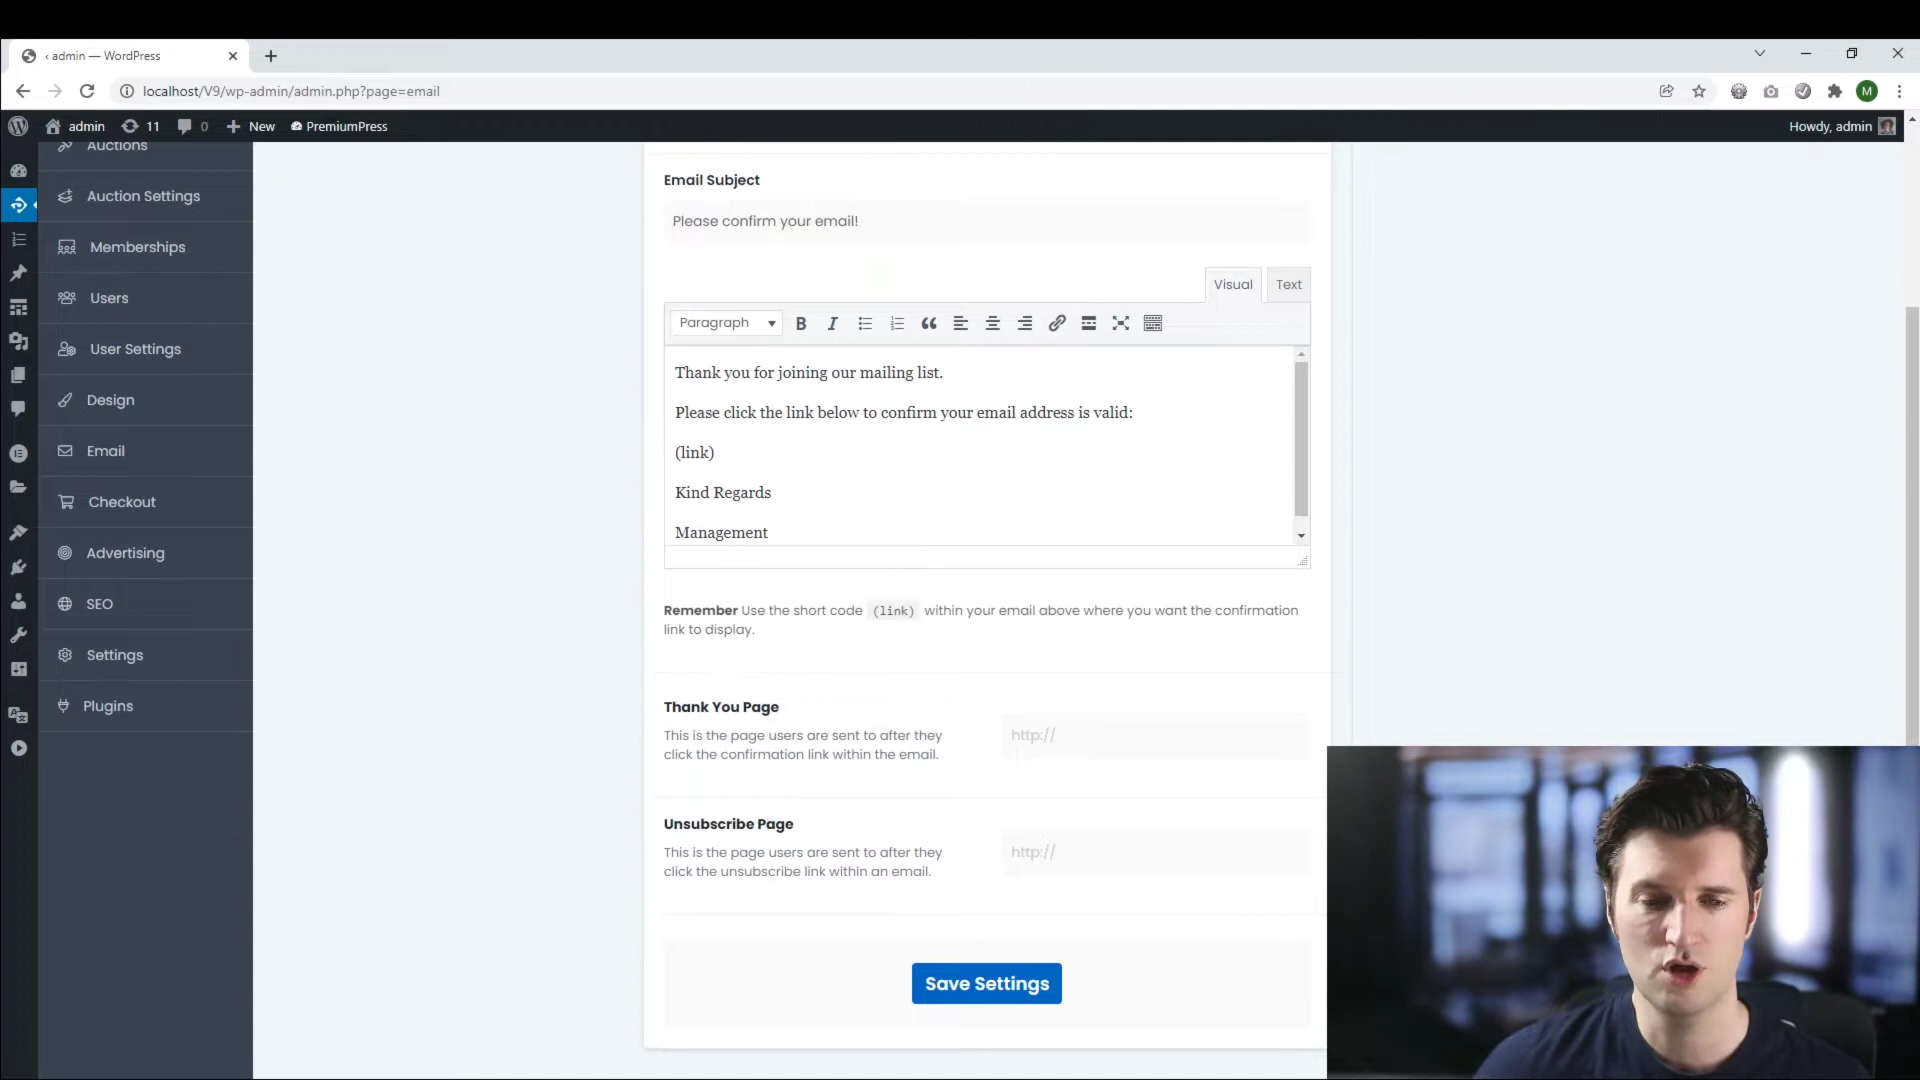 ‹ admin — WordPress
localhost/V9/wp-admin/admin.php?page=email
M
admin 11 0 New PremiumPress
Howdy, admin
Auctions
Auction Settings
Memberships
Users
User Settings
Design
Email
Checkout
Advertising
SEO
Settings
Plugins
Email Subject
Please confirm your email!
Visual Text
Paragraph
Thank you for joining our mailing list.
Please click the link below to confirm your email address is valid:
(link)
Kind Regards
Management
Remember Use the short code (link) within your email above where you want the confirmation
link to display.
Thank You Page
This is the page users are sent to after they
click the confirmation link within the email.
http://
Unsubscribe Page
This is the page users are sent to after they
click the unsubscribe link within an email.
http://
Save Settings